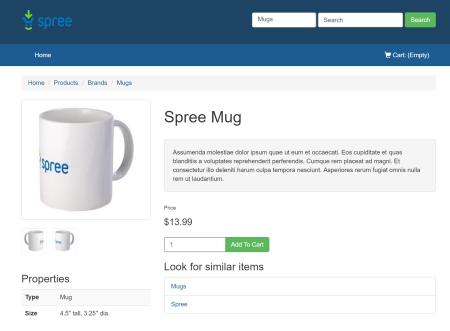 spree
Mugs
Search
Search
Home
Cart: (Empty)
Home / Products / Brands / Mugs
spree
Spree Mug
Assumenda molestiae dolor ipsum quae ut eum et occaecati. Eos cupiditate et quas
blanditiis a voluptates reprehenderit perferendis. Cumque rem placeat ad magni. Et
consectetur illo deleniti harum culpa tempora nesciunt. Asperiores rerum fugiat omnis nulla
rem ut laudantium.
Price
$13.99
1
Add To Cart
Look for similar items
Mugs
Spree
Properties
Type Mug
Size 4.5" tall, 3.25" dia.